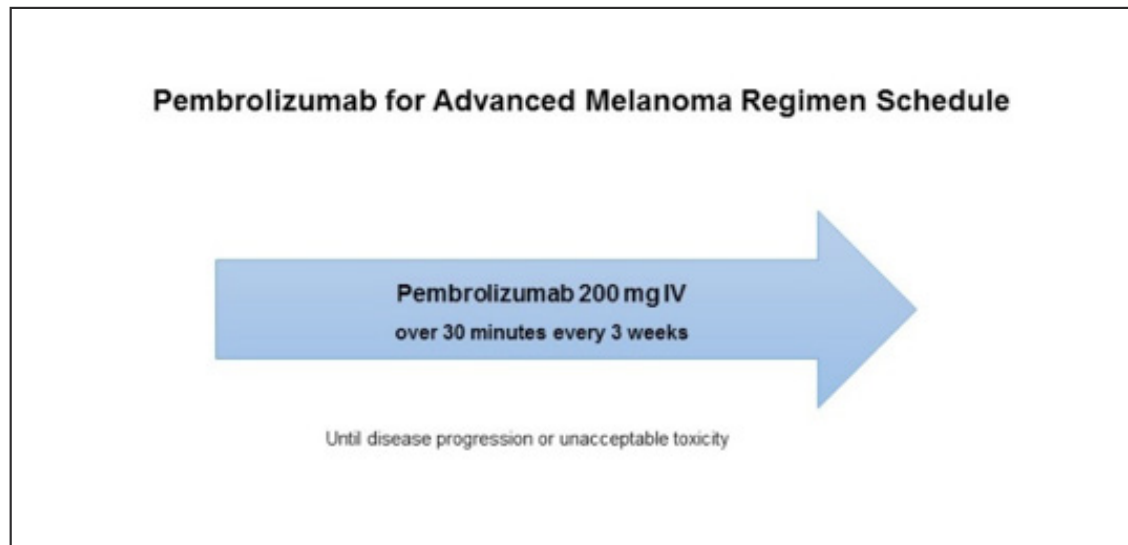 Pembrolizumab for Advanced Melanoma Regimen Schedule
Pembrolizumab 200 mg IV
over 30 minutes every 3 weeks
Until disease progression or unacceptable toxicity